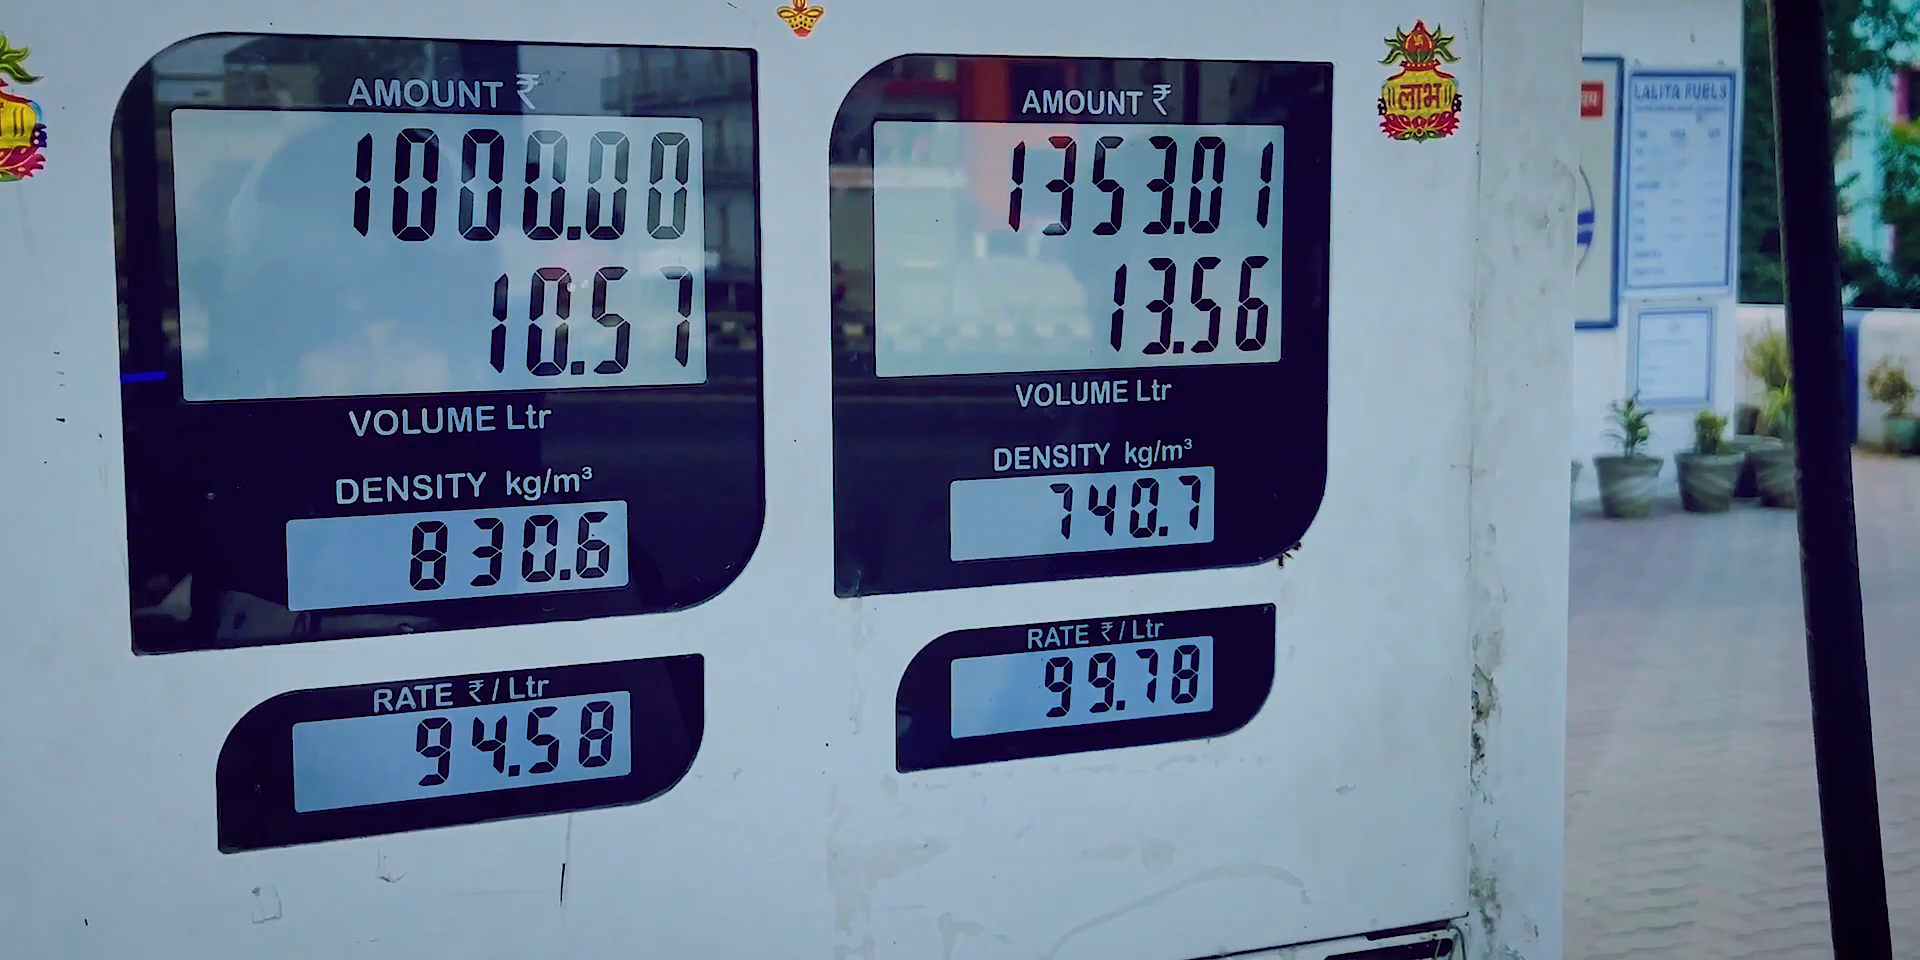 AMOUNT ₹
1000.00
10.57
VOLUME Ltr
DENSITY kg/m³
830.6
RATE ₹/Ltr
94.58
AMOUNT ₹
1353.01
13.56
VOLUME Ltr
DENSITY kg/m³
740.7
RATE ₹/Ltr
99.78
॥लाभ॥
LALIYA FUELS